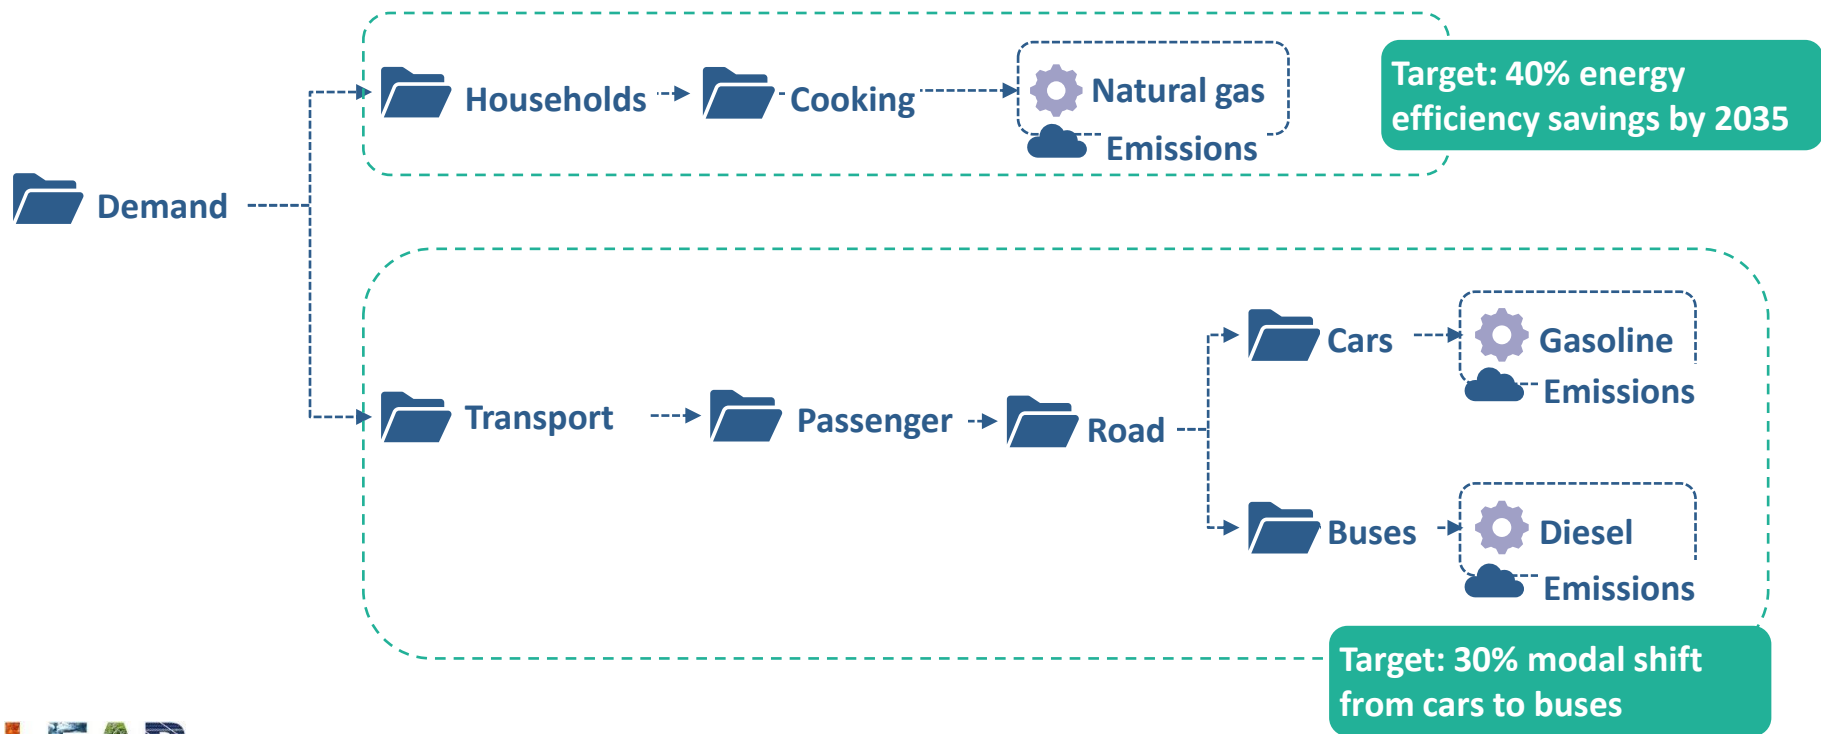 Households
Cooking
Natural gas
Emissions
Target: 40% energy
efficiency savings by 2035
Demand
Transport
Passenger
Road
Cars
Gasoline
Emissions
Buses
Diesel
Emissions
Target: 30% modal shift
from cars to buses